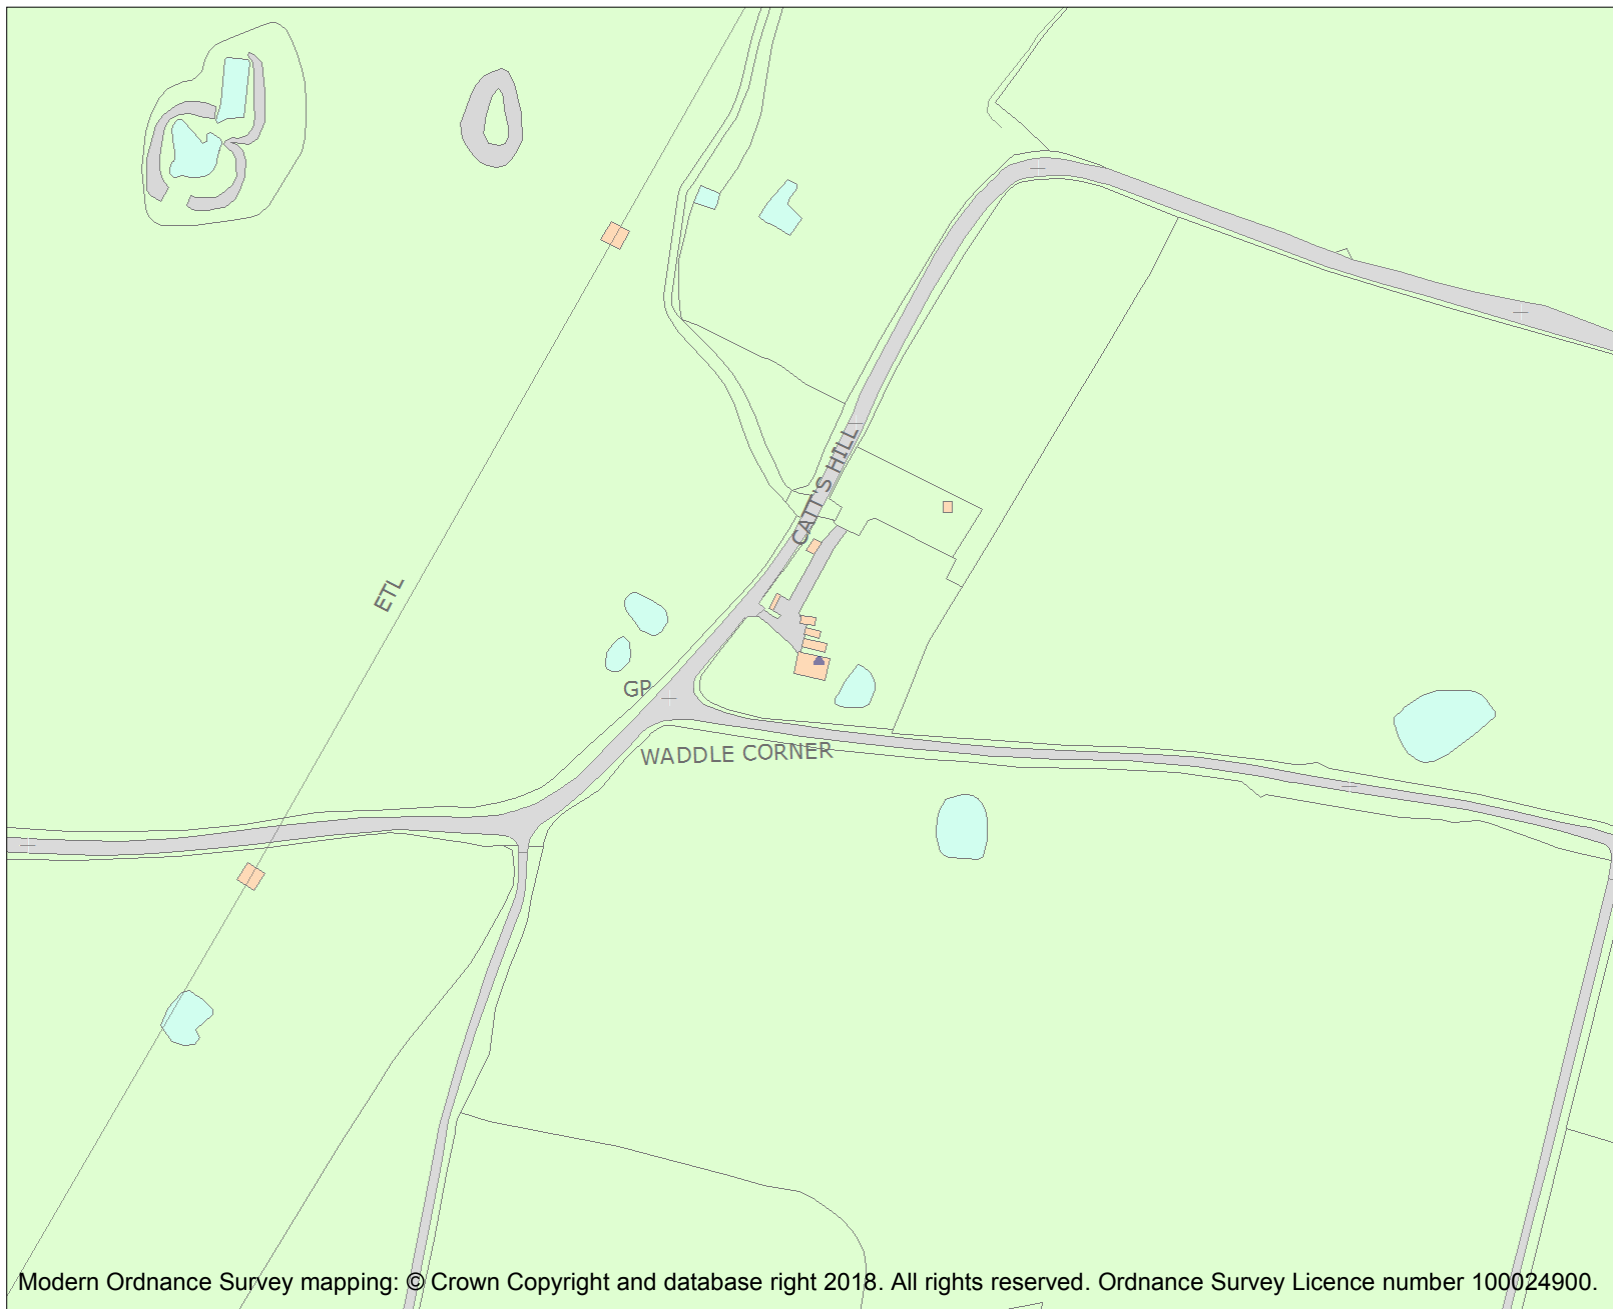 CATT'S HILL
ETL
GP
WADDLE CORNER
Modern Ordnance Survey mapping: © Crown Copyright and database right 2018. All rights reserved. Ordnance Survey Licence number 100024900.